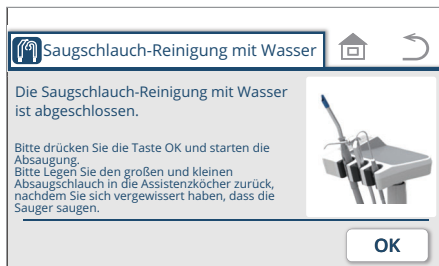 Saugschlauch-Reinigung mit Wasser
Die Saugschlauch-Reinigung mit Wasser
ist abgeschlossen.
Bitte drücken Sie die Taste OK und starten die
Absaugung.
Bitte Legen Sie den großen und kleinen
Absaugschlauch in die Assistenzköcher zurück,
nachdem Sie sich vergewissert haben, dass die
Sauger saugen.
OK